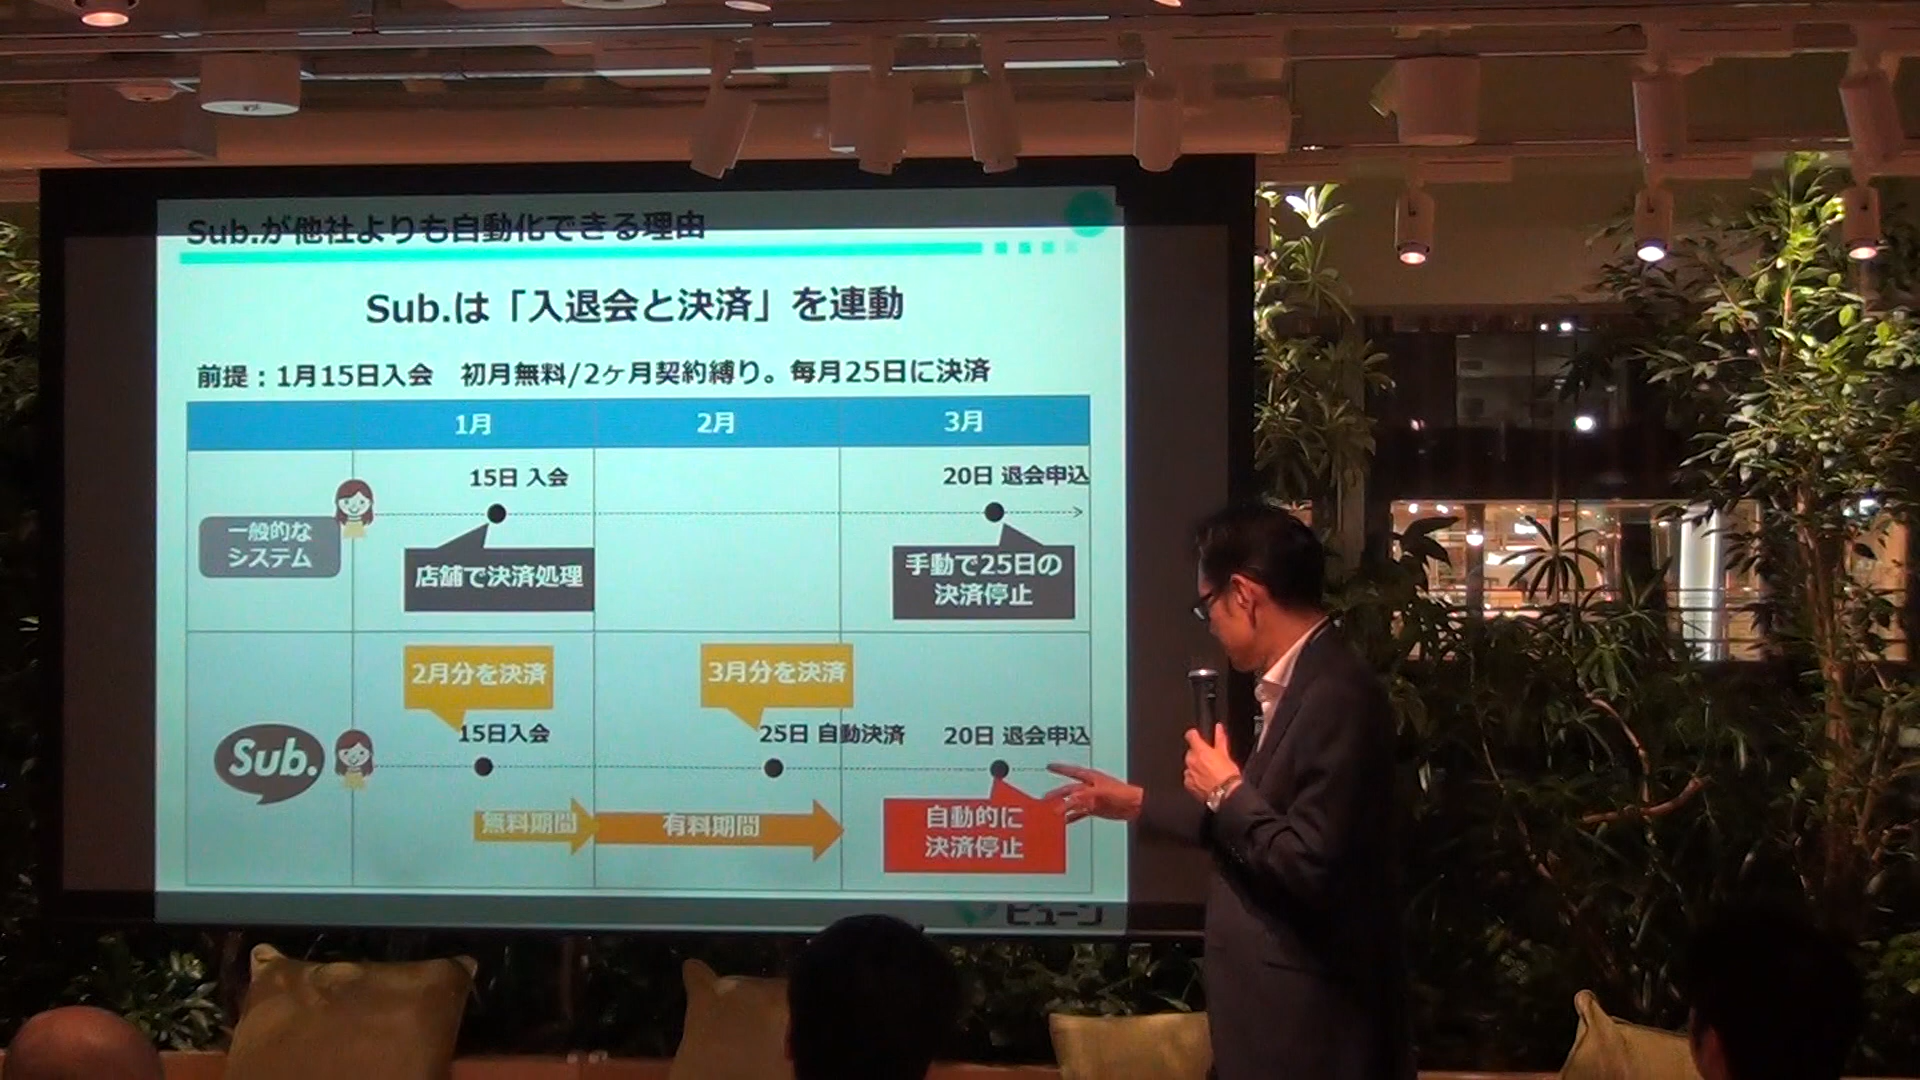 Sub.が他社よりも自動化できる理由
Sub.は「入退会と決済」を連動
前提：1月15日入会　初月無料/2ヶ月契約縛り。毎月25日に決済
1月
2月
3月
15日 入会
20日 退会申込
一般的な
システム
店舗で決済処理
手動で25日の
決済停止
2月分を決済
3月分を決済
15日入会
25日 自動決済
20日 退会申込
Sub.
無料期間
有料期間
自動的に
決済停止
ビューン